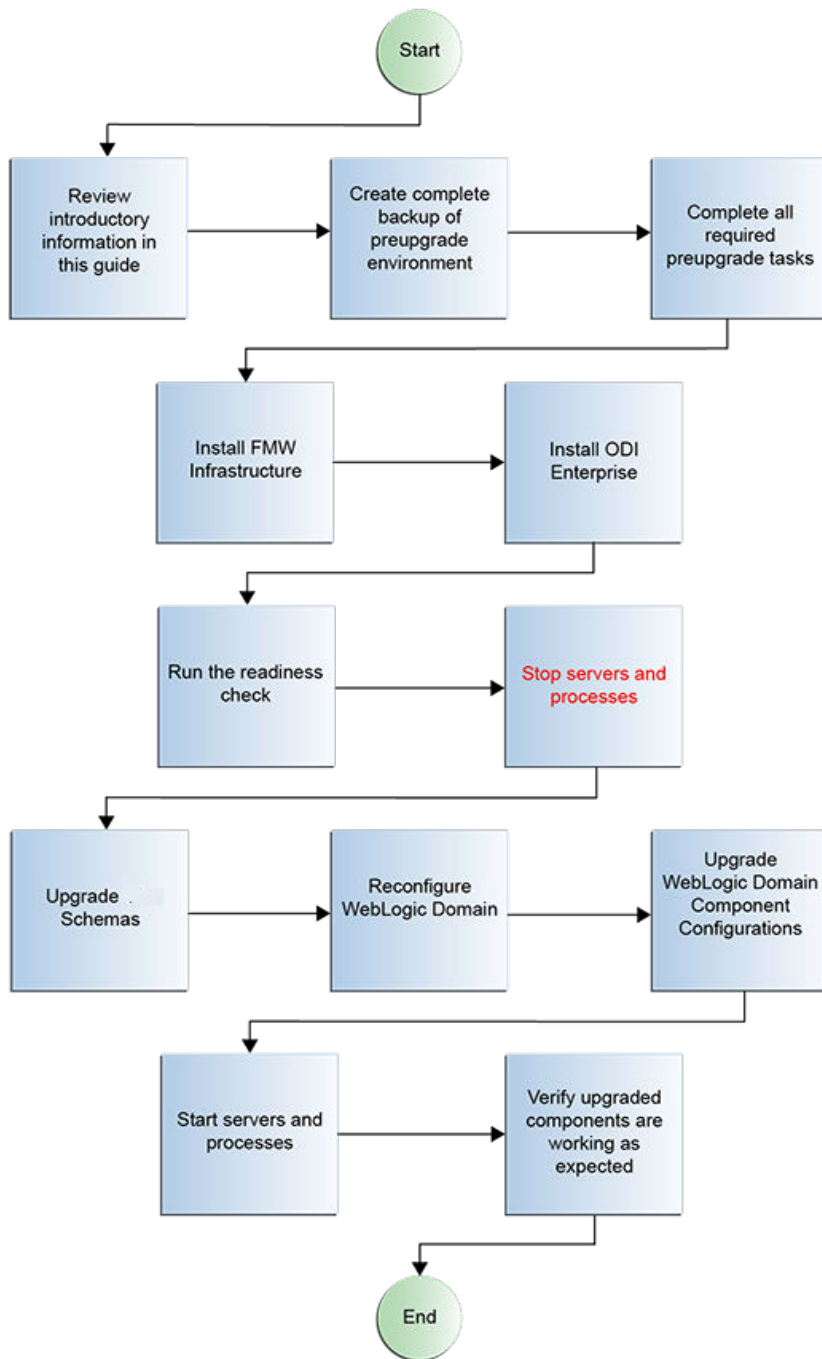 Start
Review
introductory
information in
this guide
Create complete
backup of
preupgrade
environment
Complete all
required
preupgrade tasks
Install FMW
Infrastructure
Install ODI
Enterprise
Run the readiness
check
Stop servers and
processes
Upgrade .
Schemas
Reconfigure
WebLogic Domain
Upgrade
WebLogic Domain
Component
Configurations
Start servers and
processes
Verify upgraded
components are
working as
expected
End